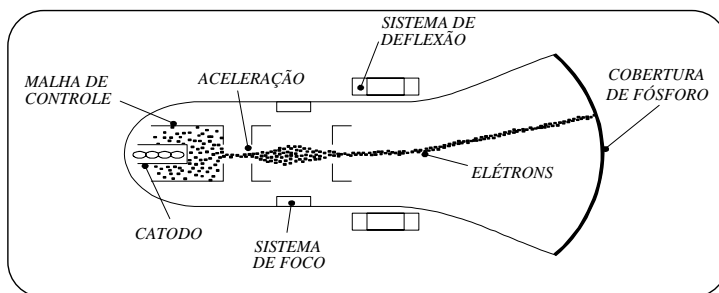 SISTEMA DE
DEFLEXÃO
MALHA DE
CONTROLE
ACELERAÇÃO
COBERTURA
DE FÓSFORO
ELÉTRONS
CATODO
SISTEMA
DE FOCO